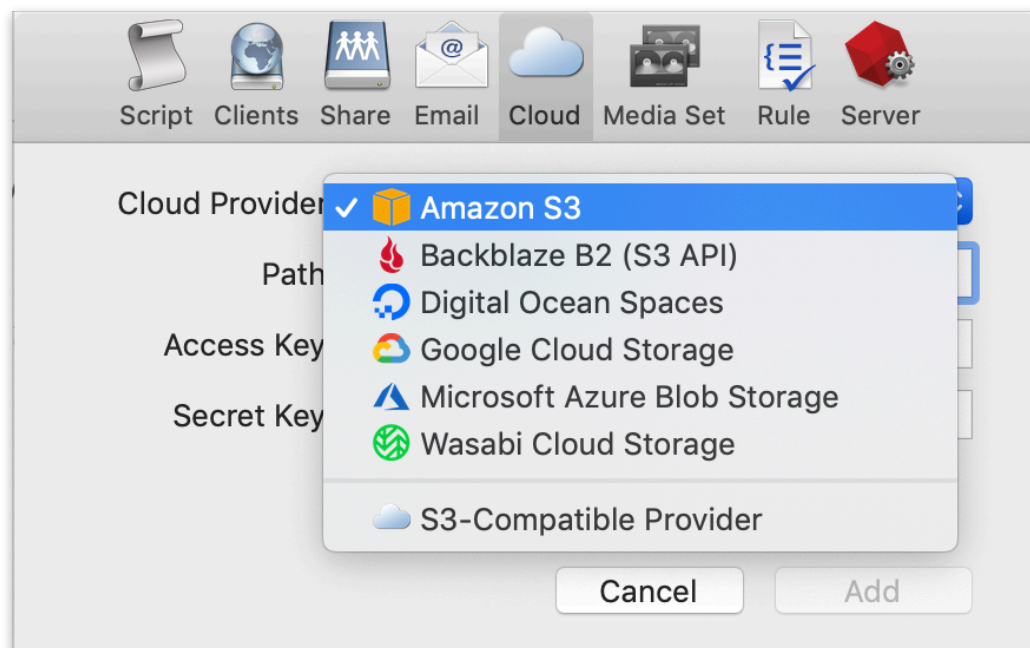 Script Clients Share Email Cloud Media Set Rule Server
Cloud Provider
Amazon S3
Backblaze B2 (S3 API)
Path
Digital Ocean Spaces
Google Cloud Storage
Access Key
Microsoft Azure Blob Storage
Secret Key
Wasabi Cloud Storage
S3-Compatible Provider
Cancel Add